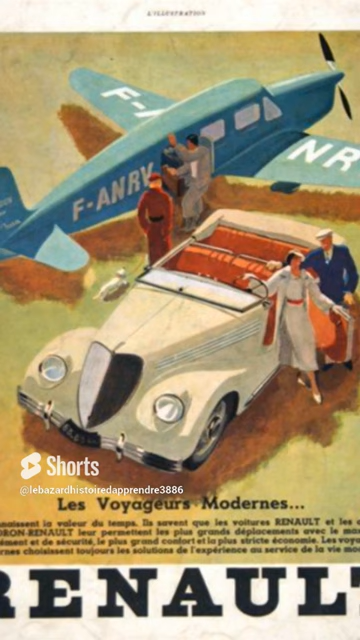 L'ILLUSTRATION
F-A
NR
F-ANRY
Shorts
@lebazardhistoiredapprendre3886
Les Voyageurs Modernes...
naissent la valeur du temps. Ils savent que les voitures RENAULT et les
DRON-RENAULT leur permettent les plus grands déplacements avec le ma
ément et de sécurité, le plus grand confort et la plus stricte économie. Les voya
rnes choisissent toujours les solutions de l'expérience au service de la vie mo
RENAULT